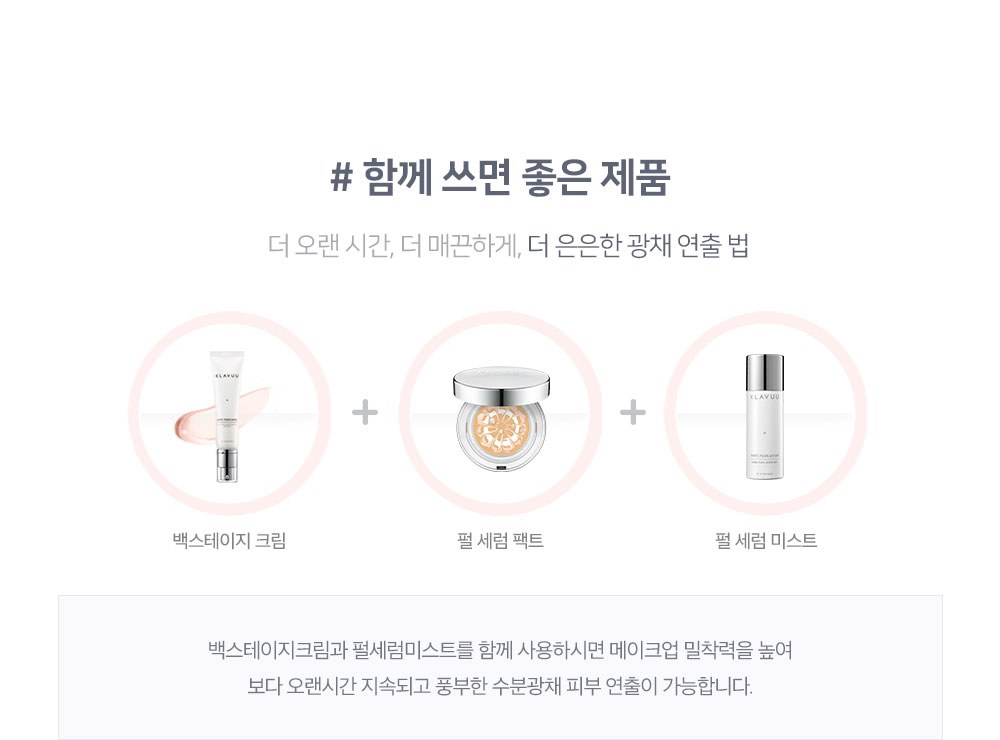 # 함께 쓰면 좋은 제품
더 오랜 시간, 더 매끈하게, 더 은은한 광채 연출 법
KLAVUU
KLAVUU
백스테이지 크림
펄 세럼 팩트
펄 세럼 미스트
백스테이지크림과 펄세럼미스트를 함께 사용하시면 메이크업 밀착력을 높여
보다 오랜시간 지속되고 풍부한 수분광채 피부 연출이 가능합니다.